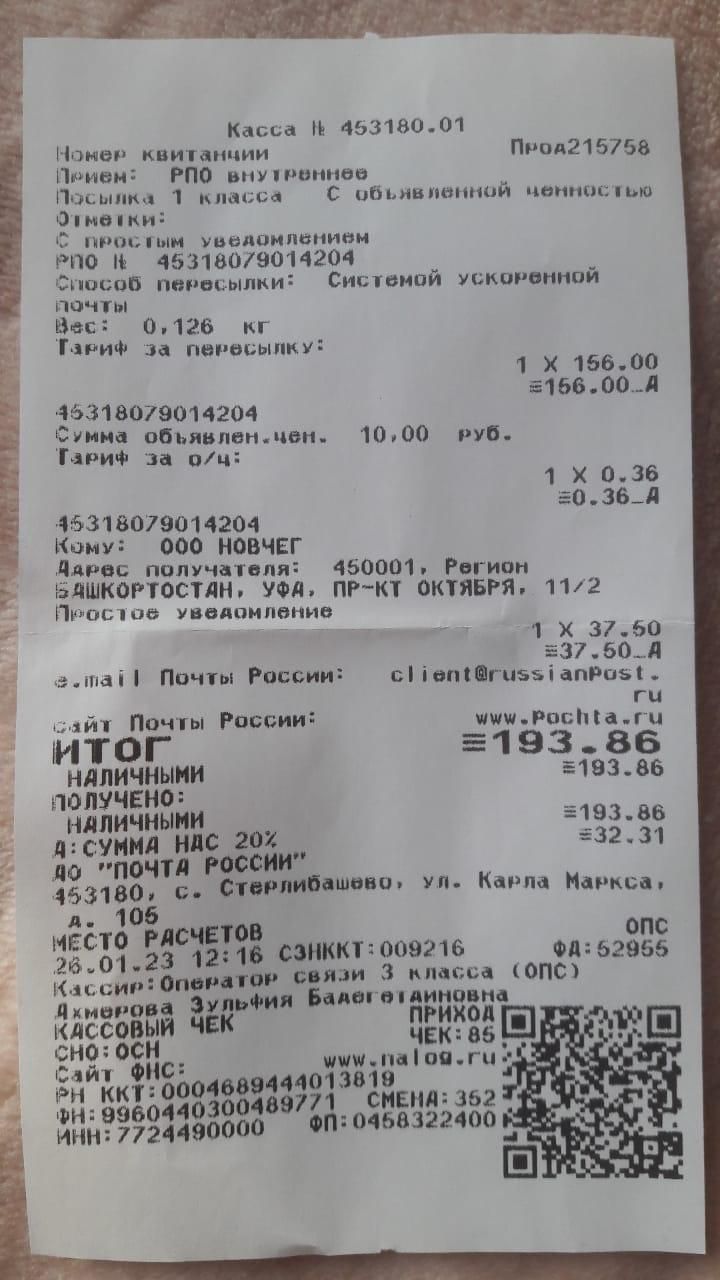 Касса № 453180.01
Номер квитанции Прод215758
Прием: РПО внутреннее
Посылка 1 класса С объявленной ценностью
Отметки:
С простым уведомлением
РПО № 45318079014204
Способ пересылки: Системой ускоренной
почты
Вес: 0,126 кг
Тариф за пересылку:
1 X 156.00
≡156.00_А
45318079014204
Сумма объявлен.чен. 10,00 руб.
Тариф за о/ч:
1 X 0.36
≡0.36_А
45318079014204
Кому: ООО НОВЧЕГ
Адрес получателя: 450001, Регион
БАШКОРТОСТАН, УФА, ПР-КТ ОКТЯБРЯ, 11/2
Простое уведомление
1 X 37.50
≡37.50_А
e.mail Почты России: client@russianPost.
ru
сайт Почты России: www.Pochta.ru
ИТОГ ≡193.86
НАЛИЧНЫМИ ≡193.86
ПОЛУЧЕНО:
НАЛИЧНЫМИ ≡193.86
А:СУММА НДС 20% ≡32.31
АО "ПОЧТА РОССИИ"
453180, с. Стерлибашево, ул. Карла Маркса,
д. 105
МЕСТО РАСЧЕТОВ ОПС
26.01.23 12:16 СЗНККТ:009216 ФД:52955
Кассир:Оператор связи 3 класса (ОПС)
Ахмерова Зульфия Бадегетдиновна
КАССОВЫЙ ЧЕК ПРИХОД
СНО:ОСН ЧЕК:85
Сайт ФНС: www.nalog.ru
РН ККТ:0004689444013819
ФН:9960440300489771 СМЕНА:352
ИНН:7724490000 ФП:0458322400